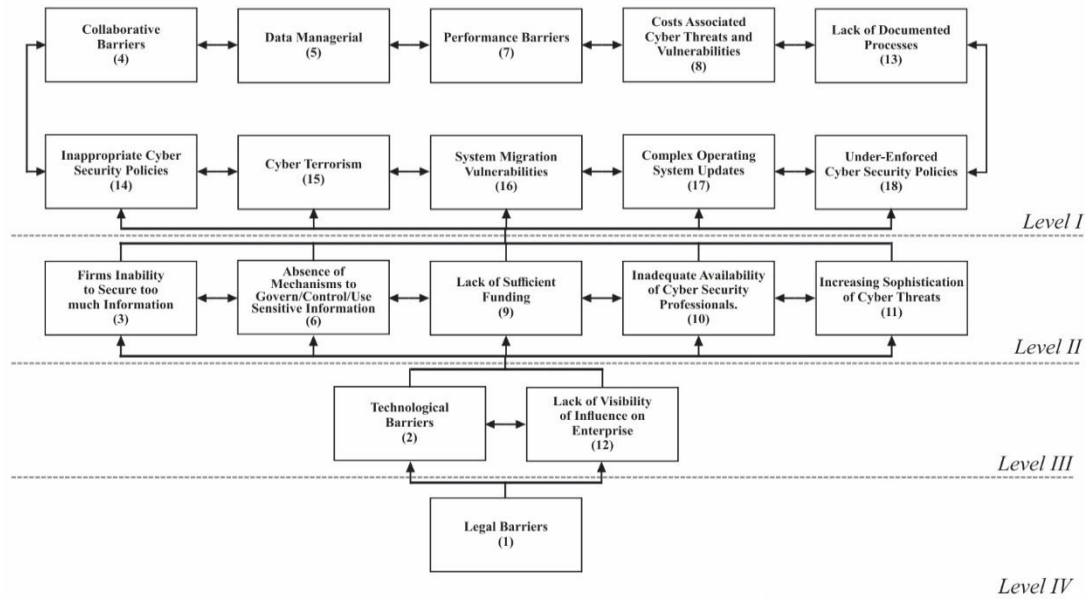 Collaborative
Barriers
(4)
Data Managerial
(5)
Performance Barriers
(7)
Costs Associated
Cyber Threats and
Vulnerabilities
(8)
Lack of Documented
Processes
(13)
Inappropriate Cyber
Security Policies
(14)
Cyber Terrorism
(15)
System Migration
Vulnerabilities
(16)
Complex Operating
System Updates
(17)
Under-Enforced
Cyber Security Policies
(18)
Level I
Firms Inability
to Secure too
much Information
(3)
Absence of
Mechanisms to
Govern/Control/Use
Sensitive Information
(6)
Lack of Sufficient
Funding
(9)
Inadequate Availability
of Cyber Security
Professionals.
(10)
Increasing Sophistication
of Cyber Threats
(11)
Level II
Technological
Barriers
(2)
Lack of Visibility
of Influence on
Enterprise
(12)
Level III
Legal Barriers
(1)
Level IV